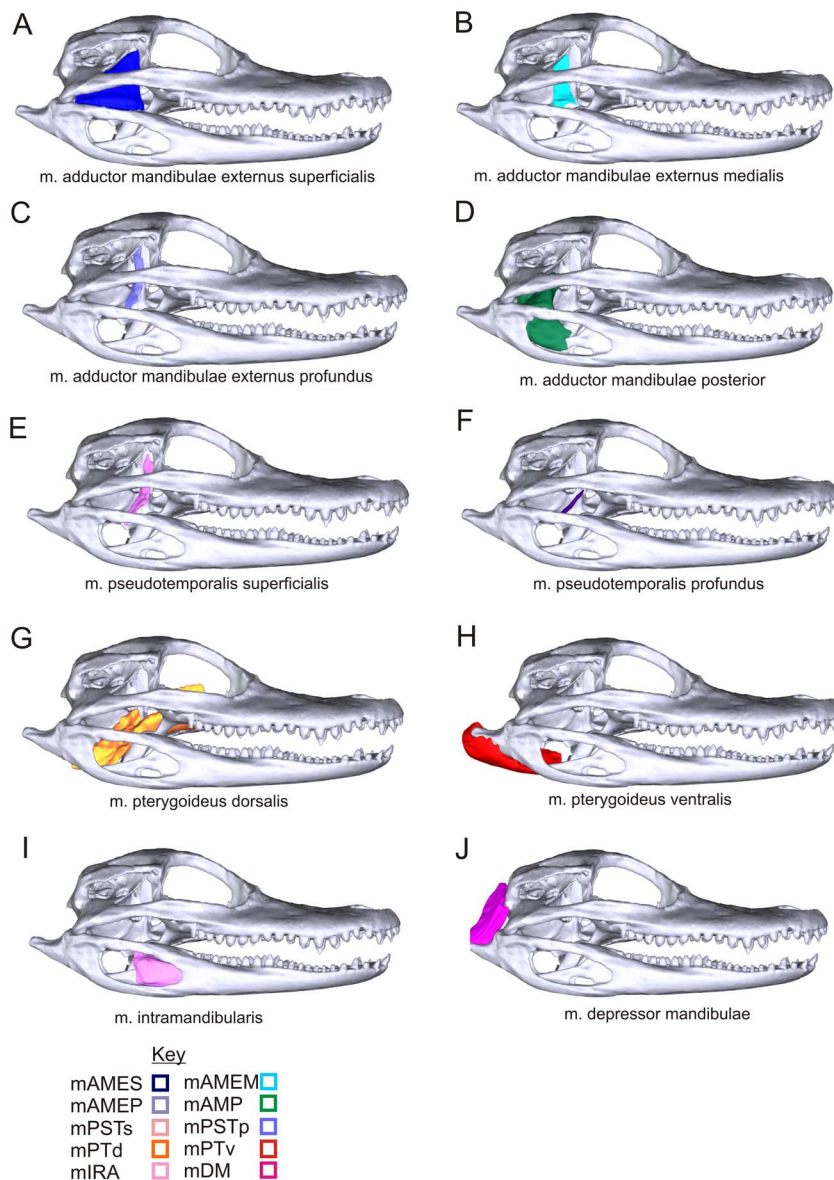 A
B
m. adductor mandibulae externus superficialis
m. adductor mandibulae externus medialis
C
D
m. adductor mandibulae externus profundus
m. adductor mandibulae posterior
E
F
m. pseudotemporalis superficialis
m. pseudotemporalis profundus
G
H
m. pterygoideus dorsalis
m. pterygoideus ventralis
I
J
m. intramandibularis
m. depressor mandibulae
Key
mAMES mAMEM
mAMEP mAMP
mPSTs mPSTp
mPTd mPTv
mIRA mDM